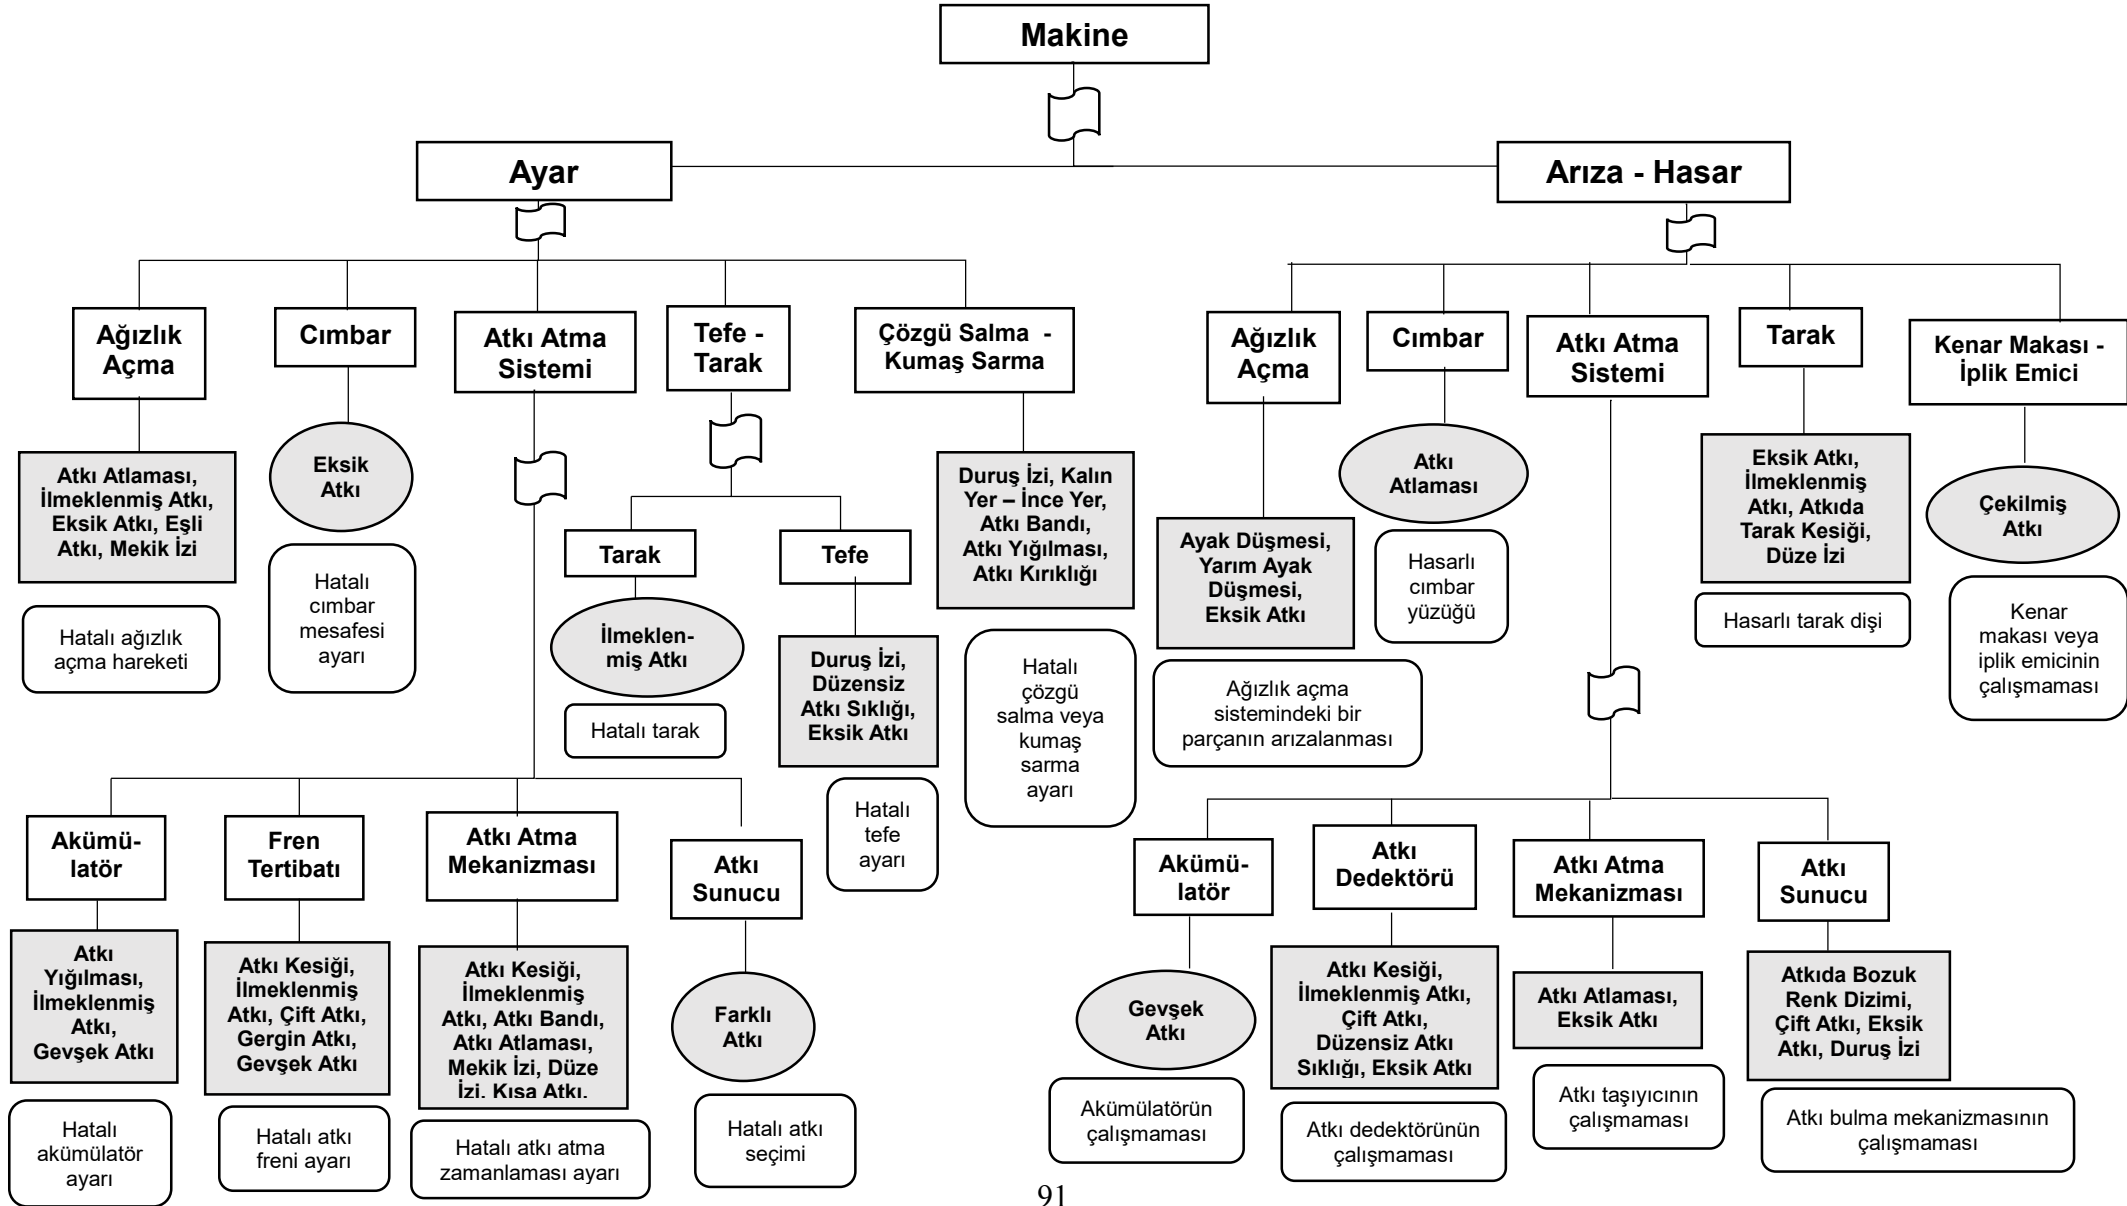 Makine
Ayar
Arıza - Hasar
Ağızlık
Açma
Cımbar
Atkı Atma
Sistemi
Tefe -
Tarak
Çözgü Salma -
Kumaş Sarma
Ağızlık
Açma
Cımbar
Atkı Atma
Sistemi
Tarak
Kenar Makası -
İplik Emici
Atkı Atlaması,
İlmeklenmiş Atkı,
Eksik Atkı, Eşli
Atkı, Mekik İzi
Hatalı ağızlık
açma hareketi
Eksik
Atkı
Hatalı
cımbar
mesafesi
ayarı
Tarak
İlmeklen-
miş Atkı
Hatalı tarak
Tefe
Duruş İzi,
Düzensiz
Atkı Sıklığı,
Eksik Atkı
Hatalı
tefe
ayarı
Duruş İzi, Kalın
Yer – İnce Yer,
Atkı Bandı,
Atkı Yığılması,
Atkı Kırıklığı
Hatalı
çözgü
salma veya
kumaş
sarma
ayarı
Ayak Düşmesi,
Yarım Ayak
Düşmesi,
Eksik Atkı
Ağızlık açma
sistemindeki bir
parçanın arızalanması
Atkı
Atlaması
Hasarlı
cımbar
yüzüğü
Eksik Atkı,
İlmeklenmiş
Atkı, Atkıda
Tarak Kesiği,
Düze İzi
Hasarlı tarak dişi
Çekilmiş
Atkı
Kenar
makası veya
iplik emicinin
çalışmaması
Akümü-
latör
Atkı
Yığılması,
İlmeklenmiş
Atkı,
Gevşek Atkı
Hatalı
akümülatör
ayarı
Fren
Tertibatı
Atkı Kesiği,
İlmeklenmiş
Atkı, Çift Atkı,
Gergin Atkı,
Gevşek Atkı
Hatalı atkı
freni ayarı
Atkı Atma
Mekanizması
Atkı Kesiği,
İlmeklenmiş
Atkı, Atkı Bandı,
Atkı Atlaması,
Mekik İzi, Düze
İzi, Kısa Atkı,
Hatalı atkı atma
zamanlaması ayarı
Atkı
Sunucu
Farklı
Atkı
Hatalı atkı
seçimi
Akümü-
latör
Gevşek
Atkı
Akümülatörün
çalışmaması
Atkı
Dedektörü
Atkı Kesiği,
İlmeklenmiş Atkı,
Çift Atkı,
Düzensiz Atkı
Sıklığı, Eksik Atkı
Atkı dedektörünün
çalışmaması
Atkı Atma
Mekanizması
Atkı Atlaması,
Eksik Atkı
Atkı taşıyıcının
çalışmaması
Atkı
Sunucu
Atkıda Bozuk
Renk Dizimi,
Çift Atkı, Eksik
Atkı, Duruş İzi
Atkı bulma mekanizmasının
çalışmaması
91